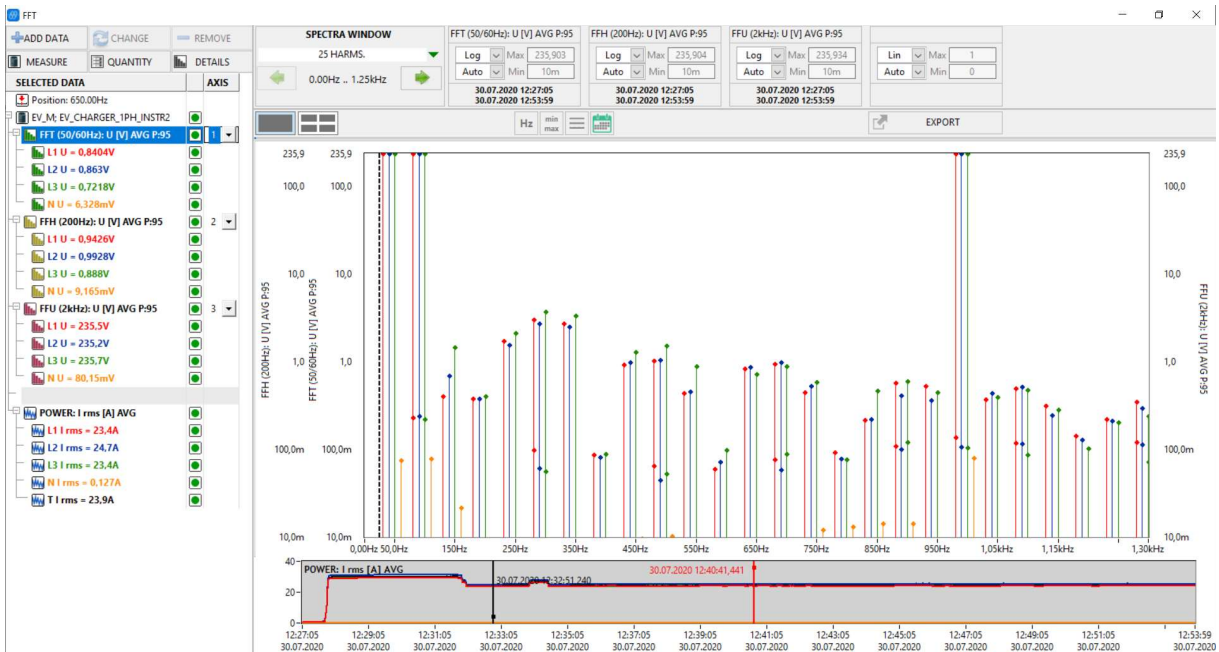 FFT
ADD DATA CHANGE REMOVE
MEASURE QUANTITY DETAILS
SELECTED DATA AXIS
Position: 650.00Hz
EV_M; EV_CHARGER_1PH_INSTR2
FFT (50/60Hz): U [V] AVG P:95 1
L1 U = 0,8404V
L2 U = 0,863V
L3 U = 0,7218V
N U = 6,328mV
FFH (200Hz): U [V] AVG P:95 2
L1 U = 0,9426V
L2 U = 0,9928V
L3 U = 0,888V
N U = 9,165mV
FFU (2kHz): U [V] AVG P:95 3
L1 U = 235,5V
L2 U = 235,2V
L3 U = 235,7V
N U = 80,15mV
POWER: I rms [A] AVG
L1 I rms = 23,4A
L2 I rms = 24,7A
L3 I rms = 23,4A
N I rms = 0,127A
T I rms = 23,9A
SPECTRA WINDOW
25 HARMS.
0.00Hz .. 1.25kHz
FFT (50/60Hz): U [V] AVG P:95
Log Max 235,903
Auto Min 10m
30.07.2020 12:27:05
30.07.2020 12:53:59
FFH (200Hz): U [V] AVG P:95
Log Max 235,904
Auto Min 10m
30.07.2020 12:27:05
30.07.2020 12:53:59
FFU (2kHz): U [V] AVG P:95
Log Max 235,934
Auto Min 10m
30.07.2020 12:27:05
30.07.2020 12:53:59
Lin Max 1
Auto Min 0
Hz min max EXPORT
235,9 235,9 235,9
100,0 100,0 100,0
10,0 10,0 10,0
1,0 1,0 1,0
100,0m 100,0m 100,0m
10,0m 10,0m 10,0m
FFH (200Hz): U [V] AVG P:95
FFT (50/60Hz): U [V] AVG P:95
FFU (2kHz): U [V] AVG P:95
0,00Hz 50,0Hz 150Hz 250Hz 350Hz 450Hz 550Hz 650Hz 750Hz 850Hz 950Hz 1,05kHz 1,15kHz 1,30kHz
POWER: I rms [A] AVG
30.07.2020 12:32:51,240
30.07.2020 12:40:41,441
40
20
0
12:27:05 12:29:05 12:31:05 12:33:05 12:35:05 12:37:05 12:39:05 12:41:05 12:43:05 12:45:05 12:47:05 12:49:05 12:51:05 12:53:59
30.07.2020 30.07.2020 30.07.2020 30.07.2020 30.07.2020 30.07.2020 30.07.2020 30.07.2020 30.07.2020 30.07.2020 30.07.2020 30.07.2020 30.07.2020 30.07.2020